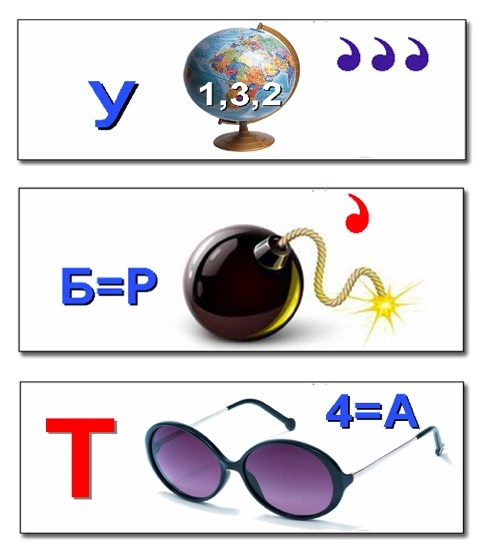 У 1,3,2 ❜❜❜
Б=Р ❜
Т 4=А